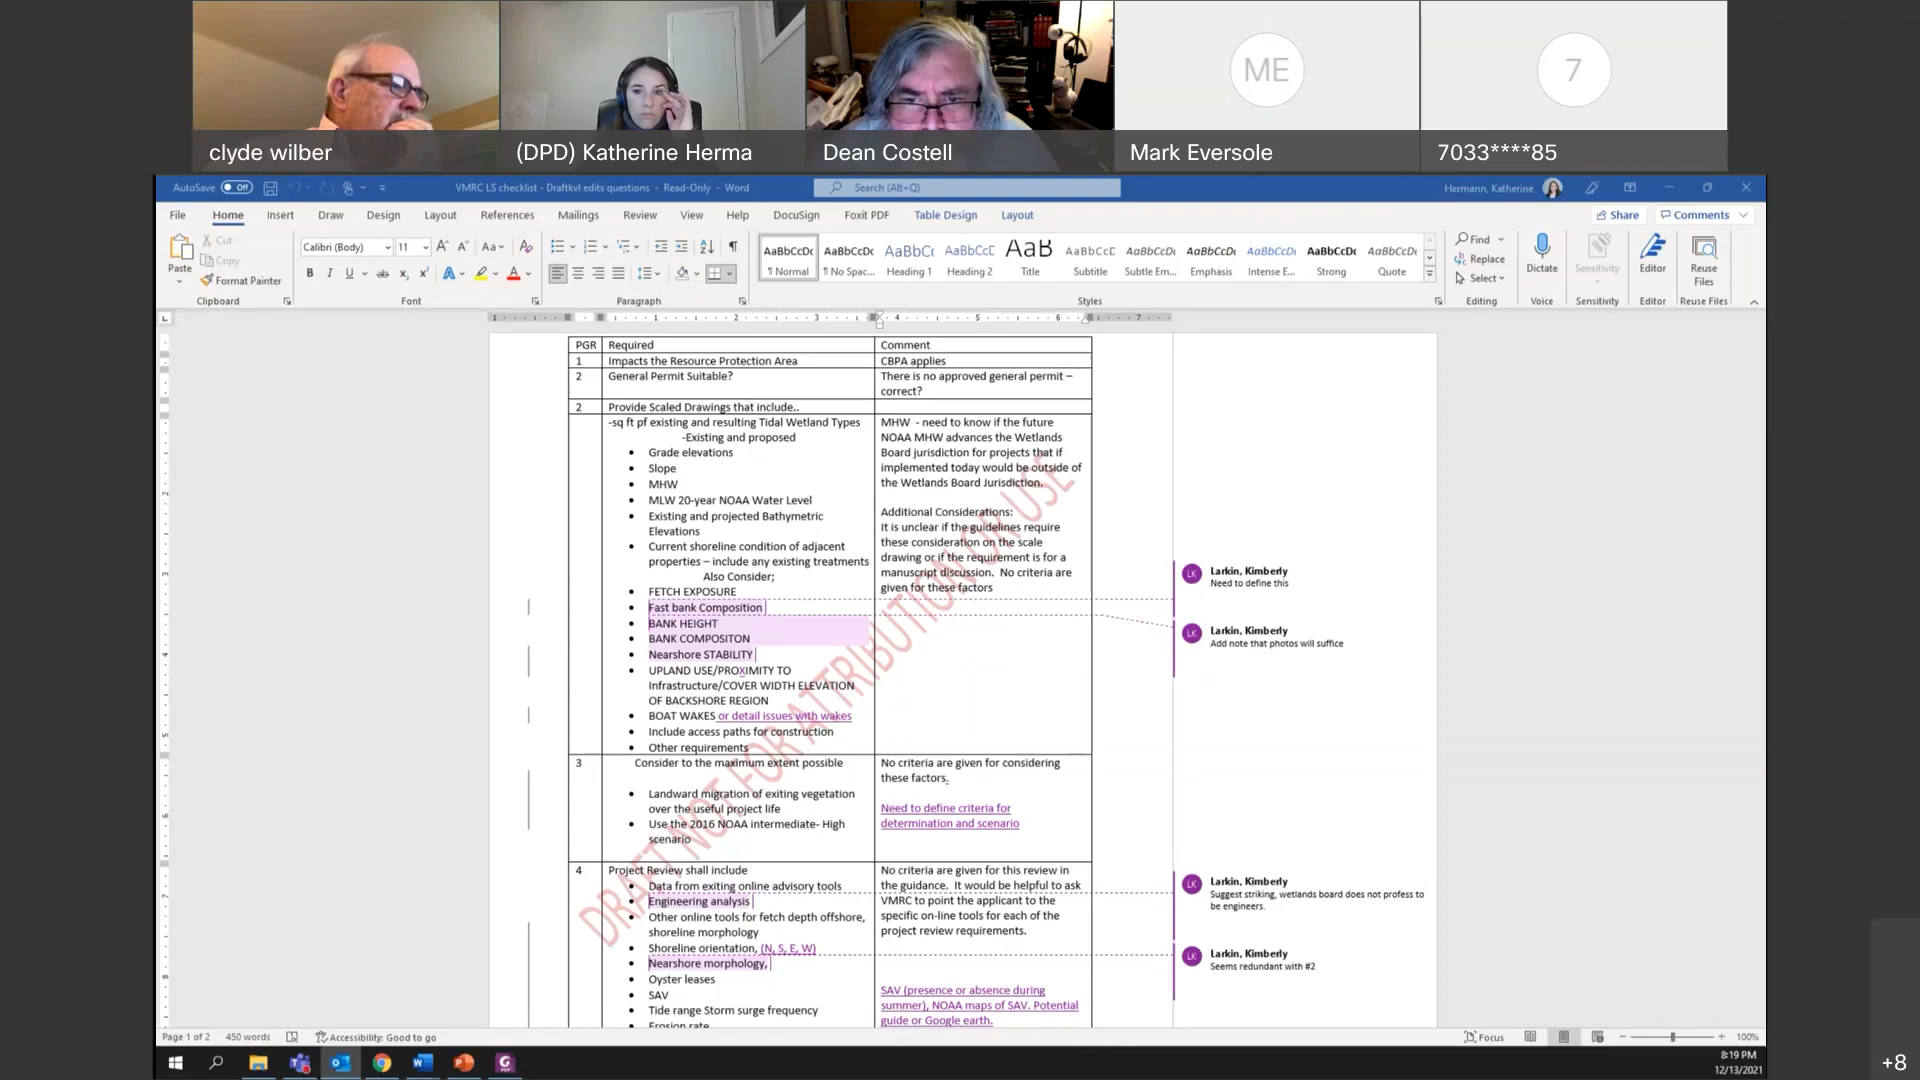 clyde wilber
(DPD) Katherine Herma
Dean Costell
ME
Mark Eversole
7
7033****85
AutoSave Off
VMRC LS checklist - Draftkvl edits questions - Read-Only - Word
Search (Alt+Q)
Hermann, Katherine
File Home Insert Draw Design Layout References Mailings Review View Help DocuSign Foxit PDF Table Design Layout
Share
Comments
Paste
Cut
Copy
Format Painter
Clipboard
Calibri (Body) 11
Font
Paragraph
AaBbCcDc AaBbCcDc AaBbCc AaBbCcC AaB AaBbCcC AaBbCcDc AaBbCcDc AaBbCcDc AaBbCcDc AaBbCcDc
¶ Normal ¶ No Spac... Heading 1 Heading 2 Title Subtitle Subtle Em... Emphasis Intense E... Strong Quote
Styles
Find
Replace
Select
Editing
Dictate
Voice
Sensitivity
Sensitivity
Editor
Editor
Reuse Files
Reuse Files
PGR Required Comment
1 Impacts the Resource Protection Area CBPA applies
2 General Permit Suitable? There is no approved general permit –
correct?
2 Provide Scaled Drawings that include..
-sq ft pf existing and resulting Tidal Wetland Types
-Existing and proposed
• Grade elevations
• Slope
• MHW
• MLW 20-year NOAA Water Level
• Existing and projected Bathymetric
Elevations
• Current shoreline condition of adjacent
properties – include any existing treatments
Also Consider;
• FETCH EXPOSURE
• Fast bank Composition
• BANK HEIGHT
• BANK COMPOSITON
• Nearshore STABILITY
• UPLAND USE/PROXIMITY TO
Infrastructure/COVER WIDTH ELEVATION
OF BACKSHORE REGION
• BOAT WAKES or detail issues with wakes
• Include access paths for construction
• Other requirements
MHW - need to know if the future
NOAA MHW advances the Wetlands
Board jurisdiction for projects that if
implemented today would be outside of
the Wetlands Board Jurisdiction.
Additional Considerations:
It is unclear if the guidelines require
these consideration on the scale
drawing or if the requirement is for a
manuscript discussion. No criteria are
given for these factors
3 Consider to the maximum extent possible
• Landward migration of exiting vegetation
over the useful project life
• Use the 2016 NOAA intermediate- High
scenario
No criteria are given for considering
these factors.
Need to define criteria for
determination and scenario
4 Project Review shall include
• Data from exiting online advisory tools
• Engineering analysis
• Other online tools for fetch depth offshore,
shoreline morphology
• Shoreline orientation, (N, S, E, W)
• Nearshore morphology,
• Oyster leases
• SAV
• Tide range Storm surge frequency
• Erosion rate
No criteria are given for this review in
the guidance. It would be helpful to ask
VMRC to point the applicant to the
specific on-line tools for each of the
project review requirements.
SAV (presence or absence during
summer), NOAA maps of SAV. Potential
guide or Google earth.
DRAFT NOT FOR ATTRIBUTION OR USE
LK Larkin, Kimberly
Need to define this
LK Larkin, Kimberly
Add note that photos will suffice
LK Larkin, Kimberly
Suggest striking, wetlands board does not profess to
be engineers.
LK Larkin, Kimberly
Seems redundant with #2
Page 1 of 2 450 words Accessibility: Good to go
Focus
100%
8:19 PM
12/13/2021
+8